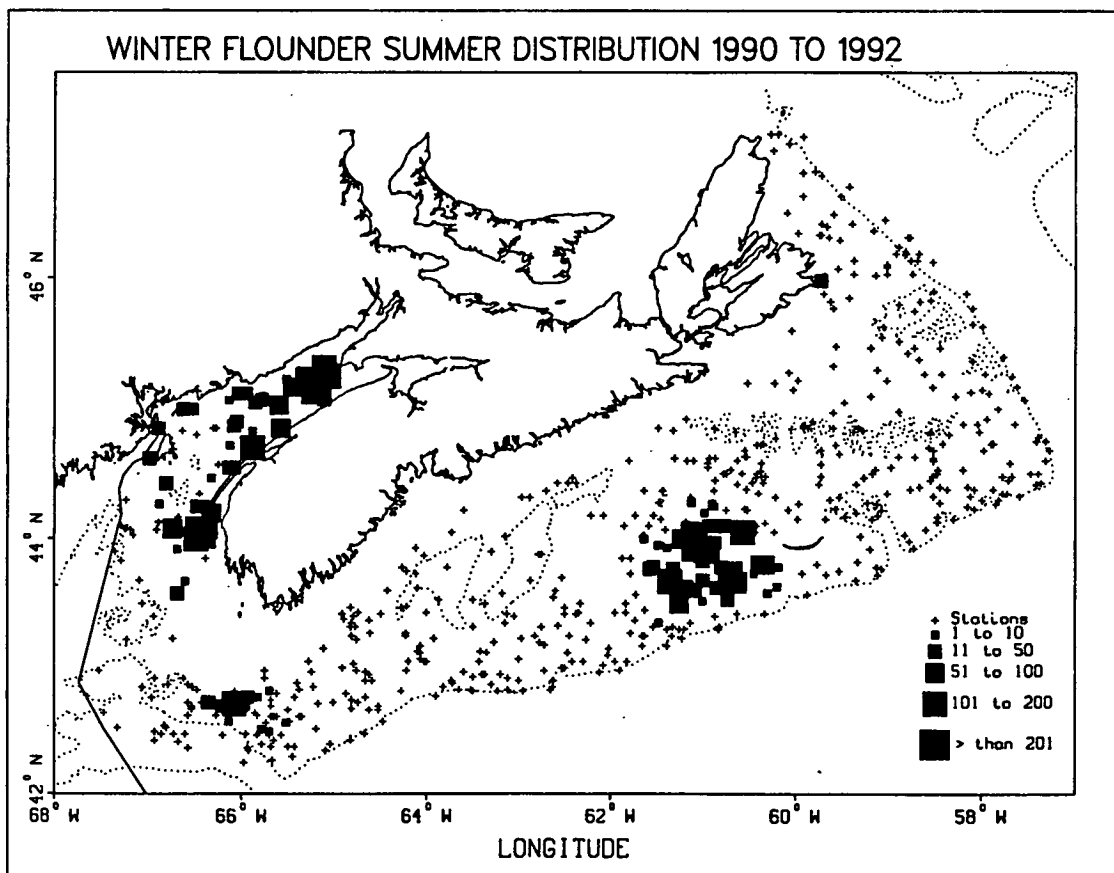 WINTER FLOUNDER SUMMER DISTRIBUTION 1990 TO 1992
46° N
44° N
42° N
Stations
1 to 10
11 to 50
51 to 100
101 to 200
> than 201
68° W 66° W 64° W 62° W 60° W 58° W
LONGITUDE